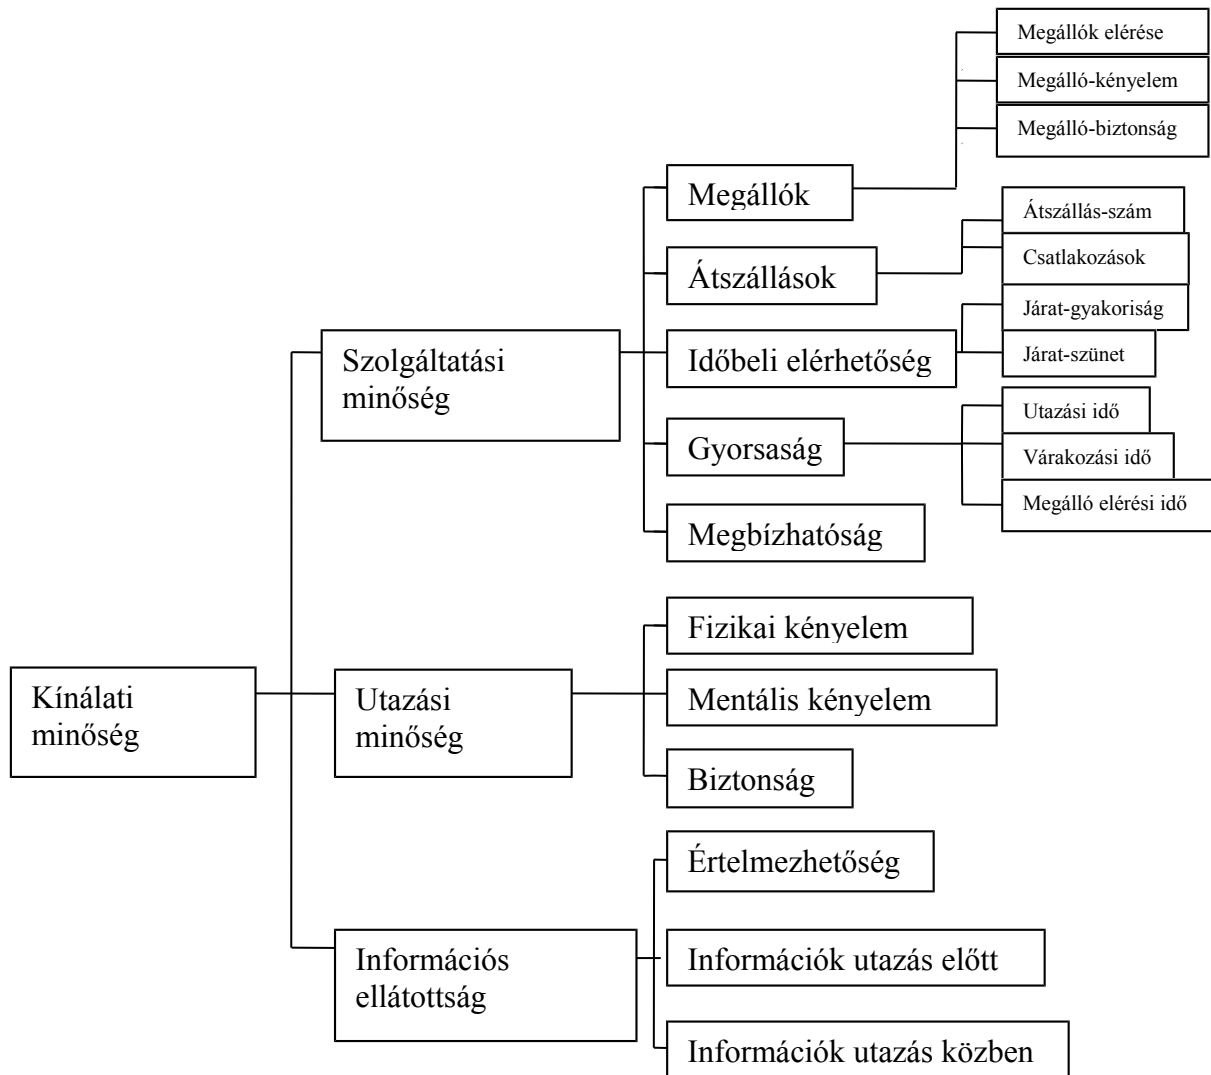 Megállók elérése
Megálló-kényelem
Megálló-biztonság
Megállók
Átszállás-szám
Átszállások
Csatlakozások
Járat-gyakoriság
Szolgáltatási
minőség
Időbeli elérhetőség
Járat-szünet
Utazási idő
Gyorsaság
Várakozási idő
Megálló elérési idő
Megbízhatóság
Fizikai kényelem
Kínálati
minőség
Utazási
minőség
Mentális kényelem
Biztonság
Értelmezhetőség
Információs
ellátottság
Információk utazás előtt
Információk utazás közben